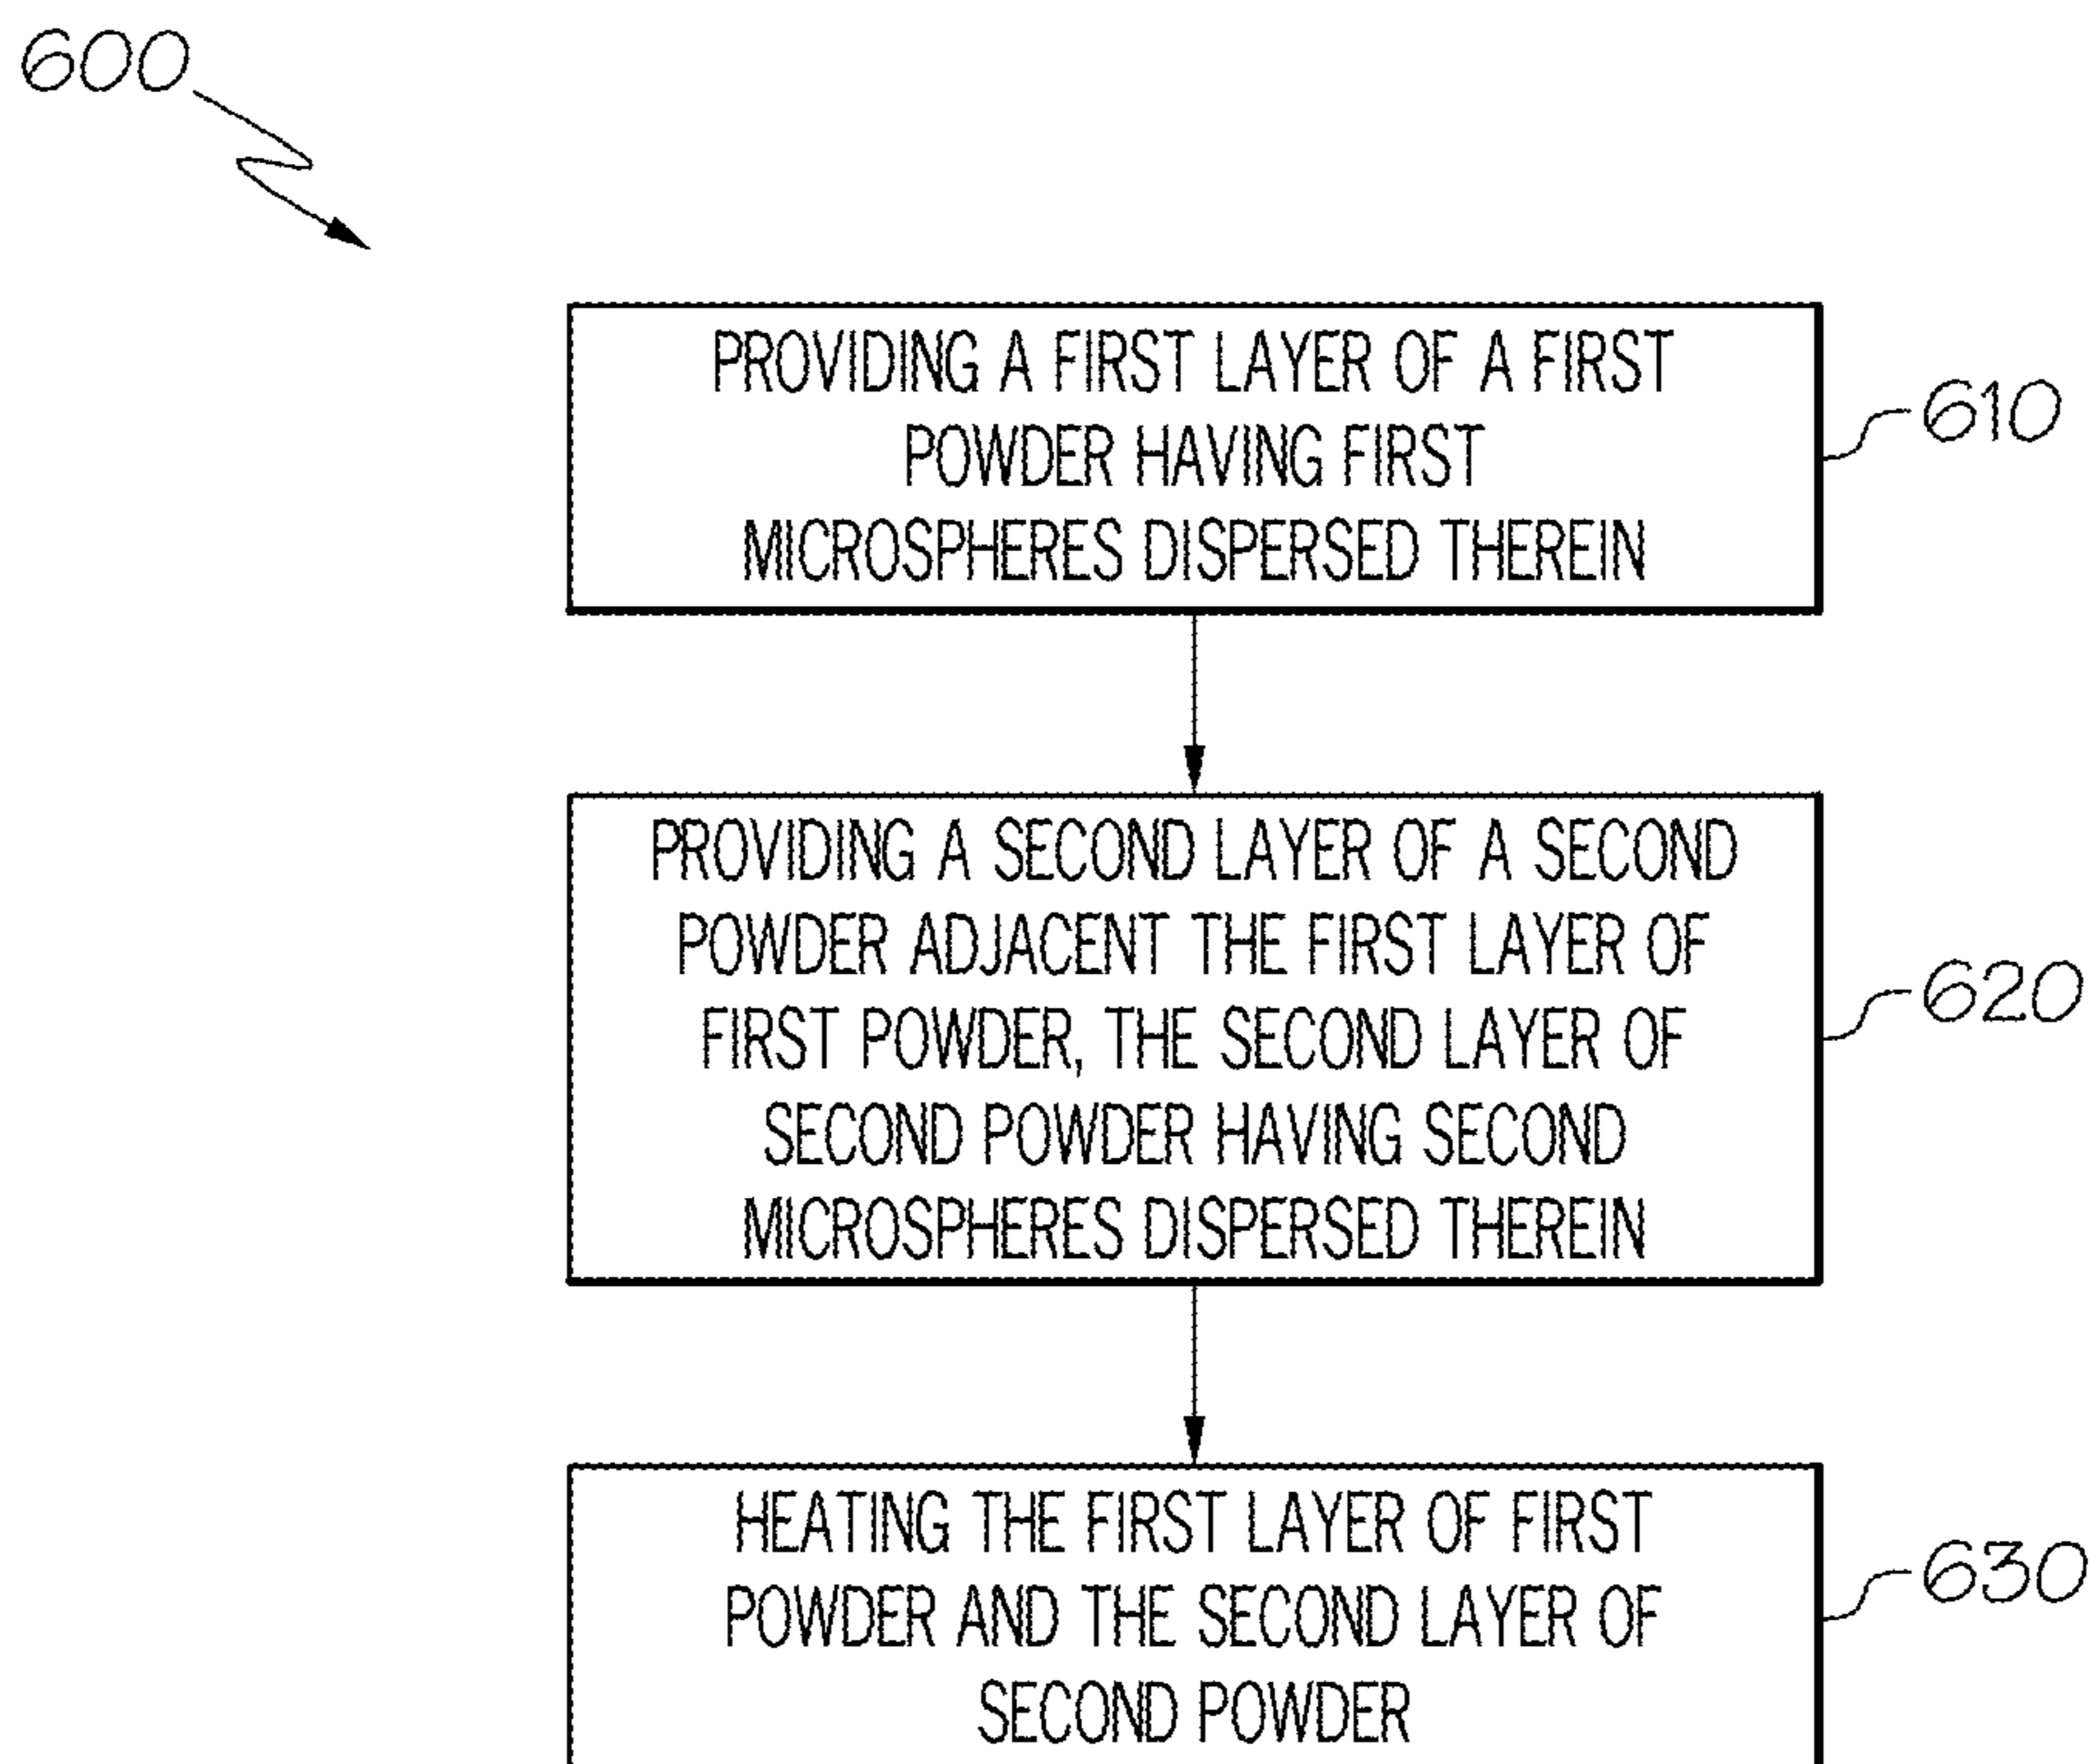 600
PROVIDING A FIRST LAYER OF A FIRST
POWDER HAVING FIRST
MICROSPHERES DISPERSED THEREIN
610
PROVIDING A SECOND LAYER OF A SECOND
POWDER ADJACENT THE FIRST LAYER OF
FIRST POWDER, THE SECOND LAYER OF
SECOND POWDER HAVING SECOND
MICROSPHERES DISPERSED THEREIN
620
HEATING THE FIRST LAYER OF FIRST
POWDER AND THE SECOND LAYER OF
SECOND POWDER
630